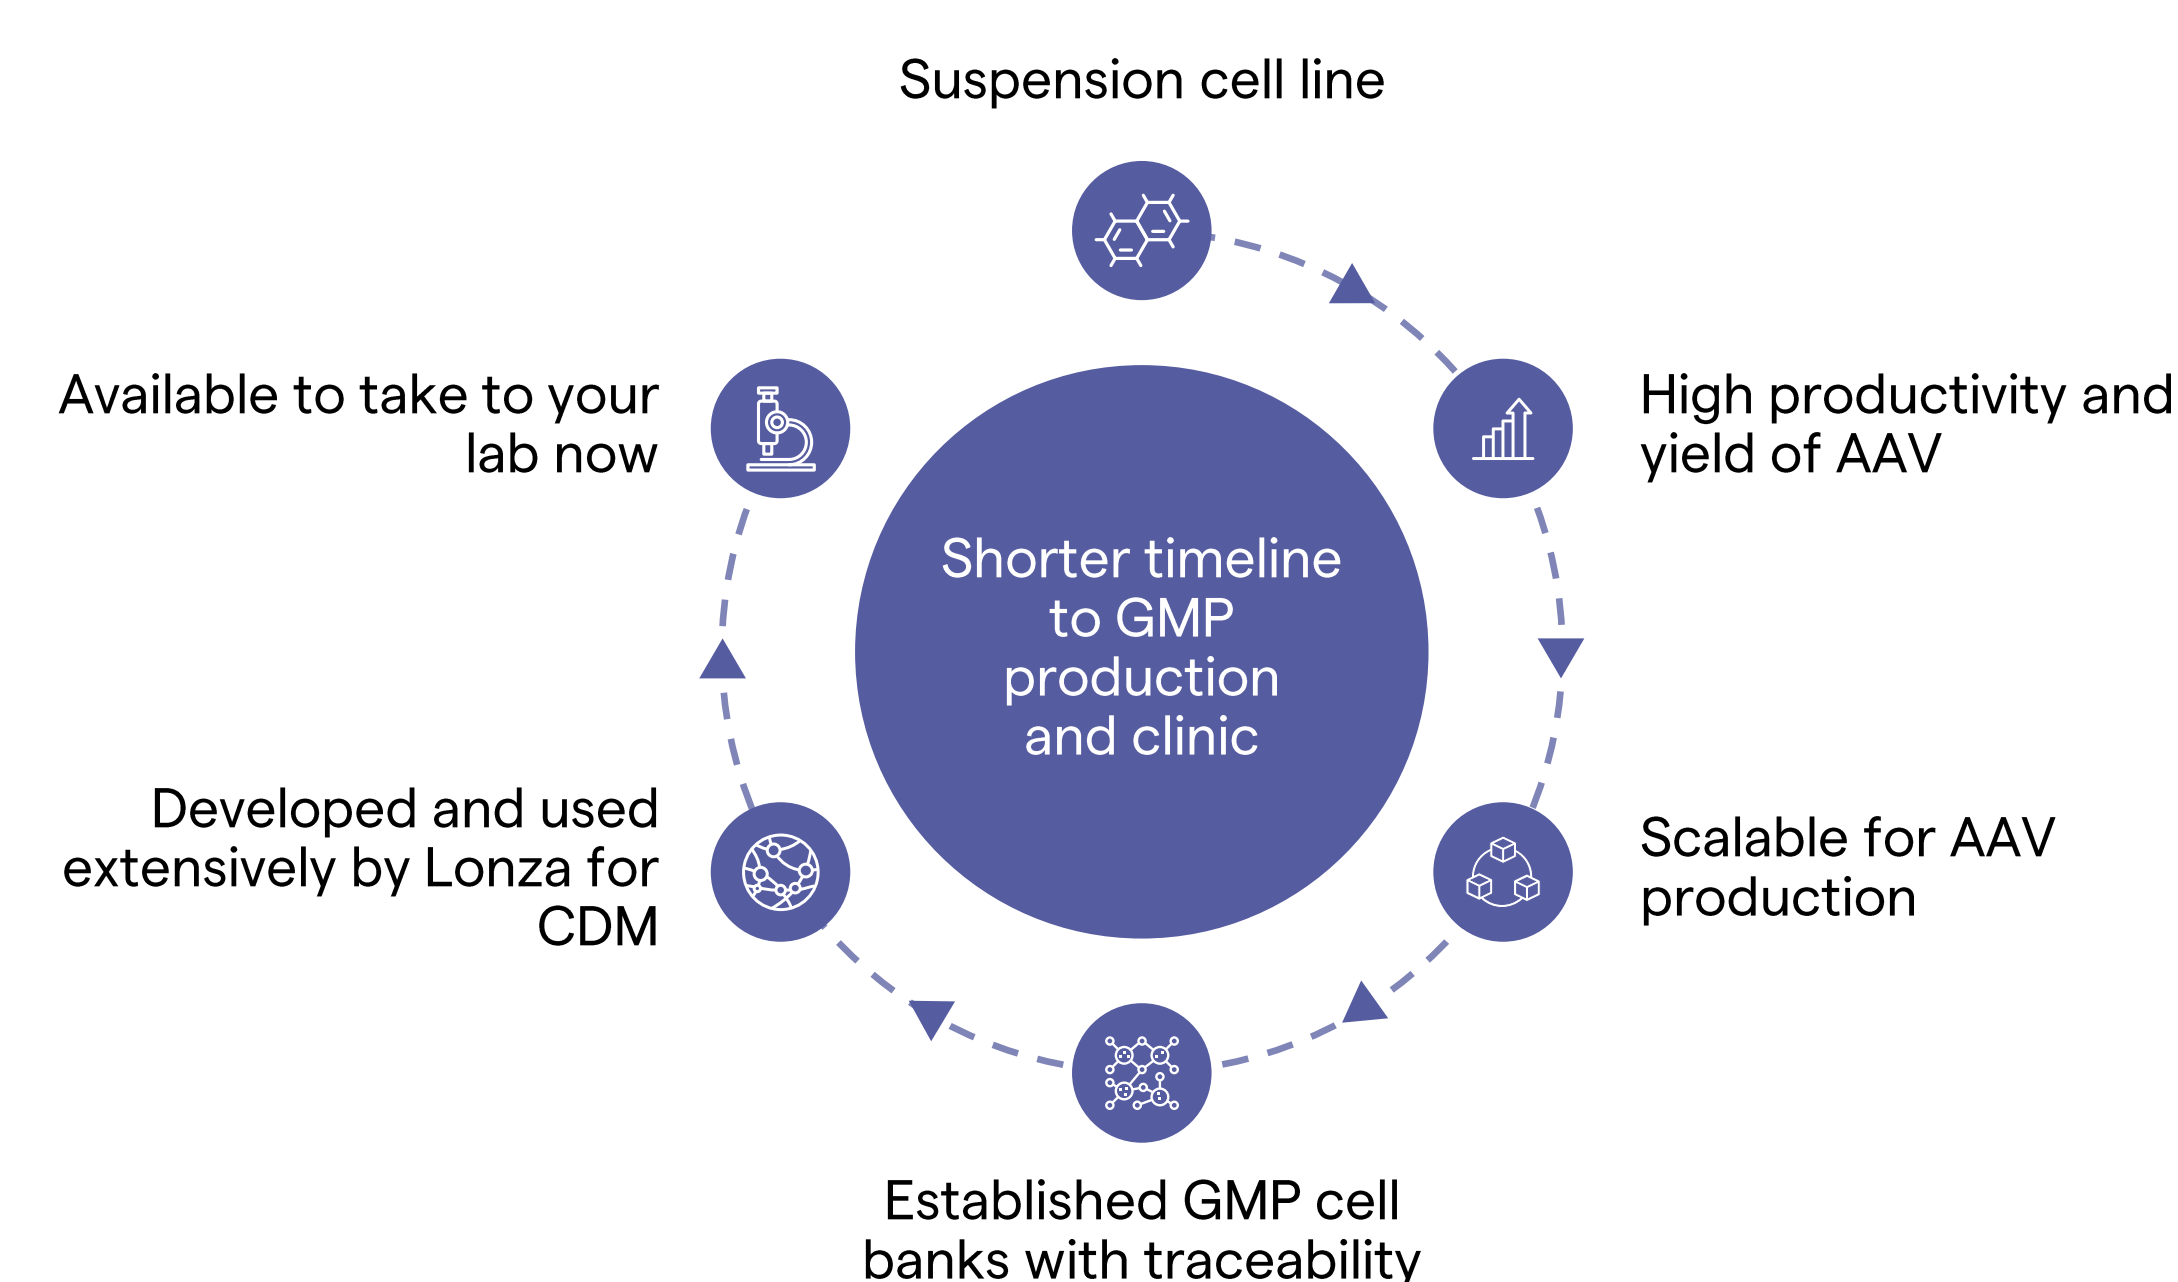 Suspension cell line
High productivity and
yield of AAV
Scalable for AAV
production
Established GMP cell
banks with traceability
Developed and used
extensively by Lonza for
CDM
Available to take to your
lab now
Shorter timeline
to GMP
production
and clinic